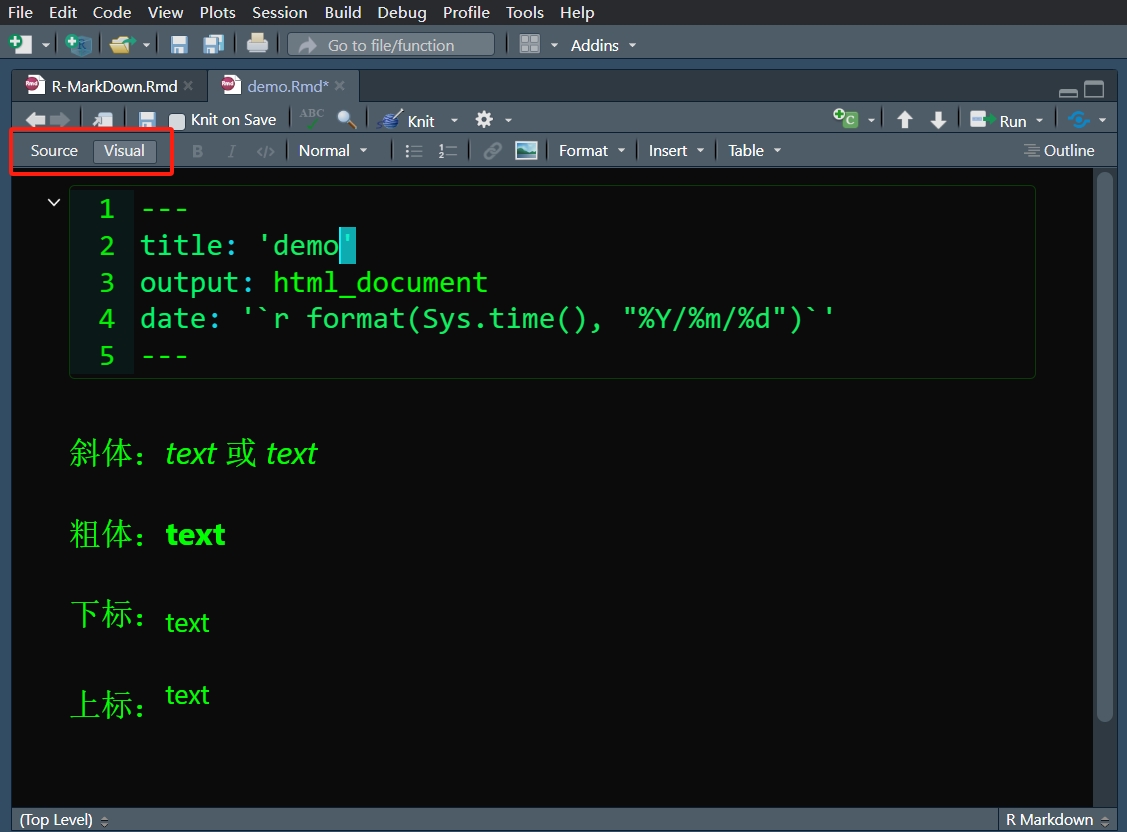 File Edit Code View Plots Session Build Debug Profile Tools Help
Go to file/function Addins
R-MarkDown.Rmd demo.Rmd*
Knit on Save ABC Knit C Run
Source Visual B I </> Normal Format Insert Table Outline
1 ---
2 title: 'demo'
3 output: html_document
4 date: '`r format(Sys.time(), "%Y/%m/%d")`'
5 ---
斜体：text 或 text
粗体：text
下标：text
上标：text
(Top Level) R Markdown